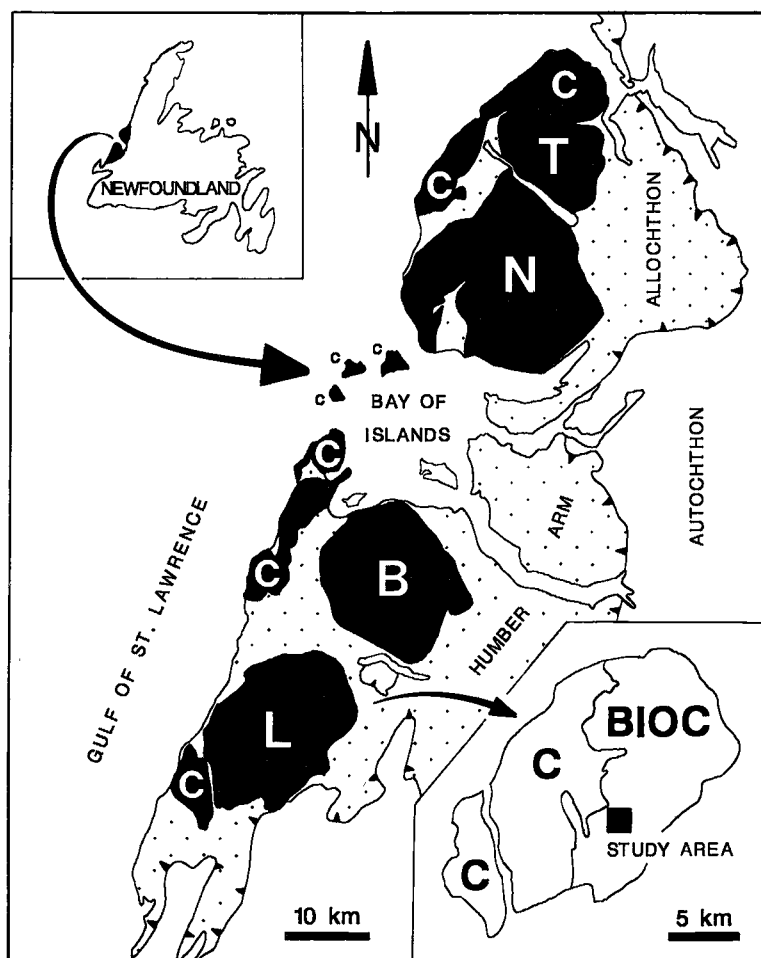 NEWFOUNDLAND
N
C
T
C
N
ALLOCHTHON
C
C
C
BAY OF
ISLANDS
C
ARM
AUTOCHTHON
GULF OF ST. LAWRENCE
C
B
HUMBER
L
C
BIOC
C
STUDY AREA
C
10 km
5 km